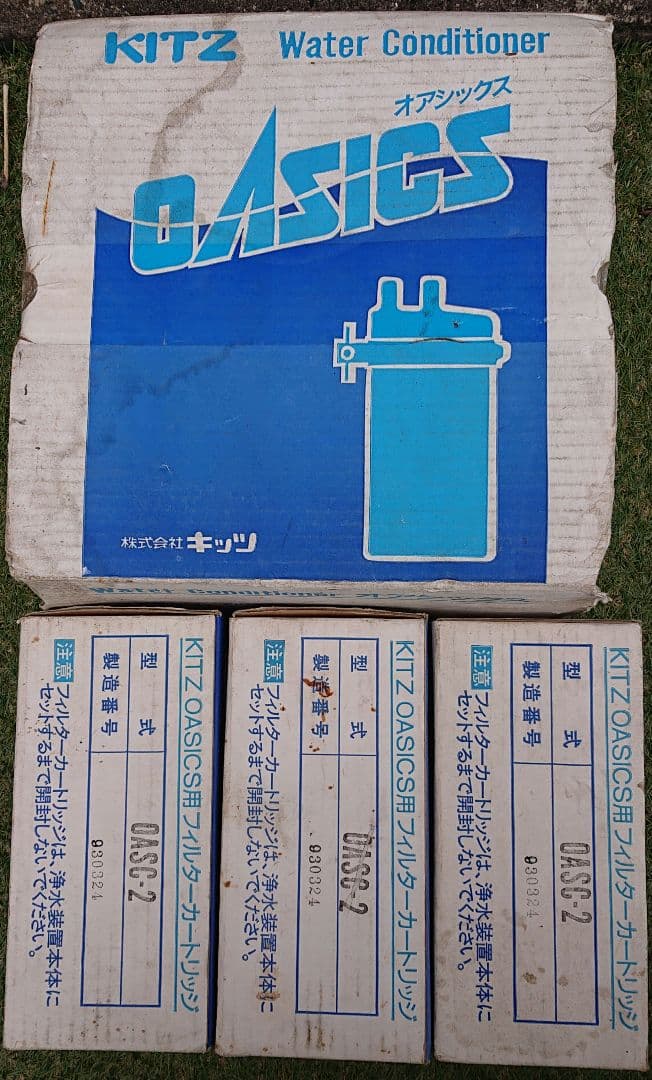 KITZ Water Conditioner
オアシックス
OASICS
株式会社 キッツ
Water Conditioner オアシックス
KITZ OASICS用フィルターカートリッジ
型式 OASC-2
製造番号 930324
注意 フィルターカートリッジは、浄水装置本体に
セットするまで開封しないでください。
KITZ OASICS用フィルターカートリッジ
型式 OASC-2
製造番号 930324
注意 フィルターカートリッジは、浄水装置本体に
セットするまで開封しないでください。
KITZ OASICS用フィルターカートリッジ
型式 OASC-2
製造番号 930324
注意 フィルターカートリッジは、浄水装置本体に
セットするまで開封しないでください。